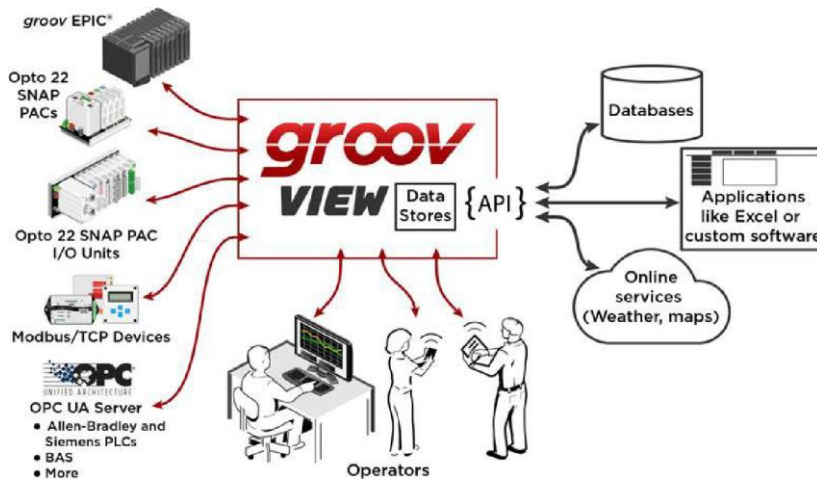 groov EPIC®
Opto 22
SNAP
PACs
Opto 22 SNAP PAC
I/O Units
Modbus/TCP Devices
OPC
UNIFIED ARCHITECTURE
OPC UA Server
• Allen-Bradley and
Siemens PLCs
• BAS
• More
groov
VIEW
Data
Stores
{API}
Operators
Databases
Applications
like Excel or
custom software
Online
services
(Weather, maps)